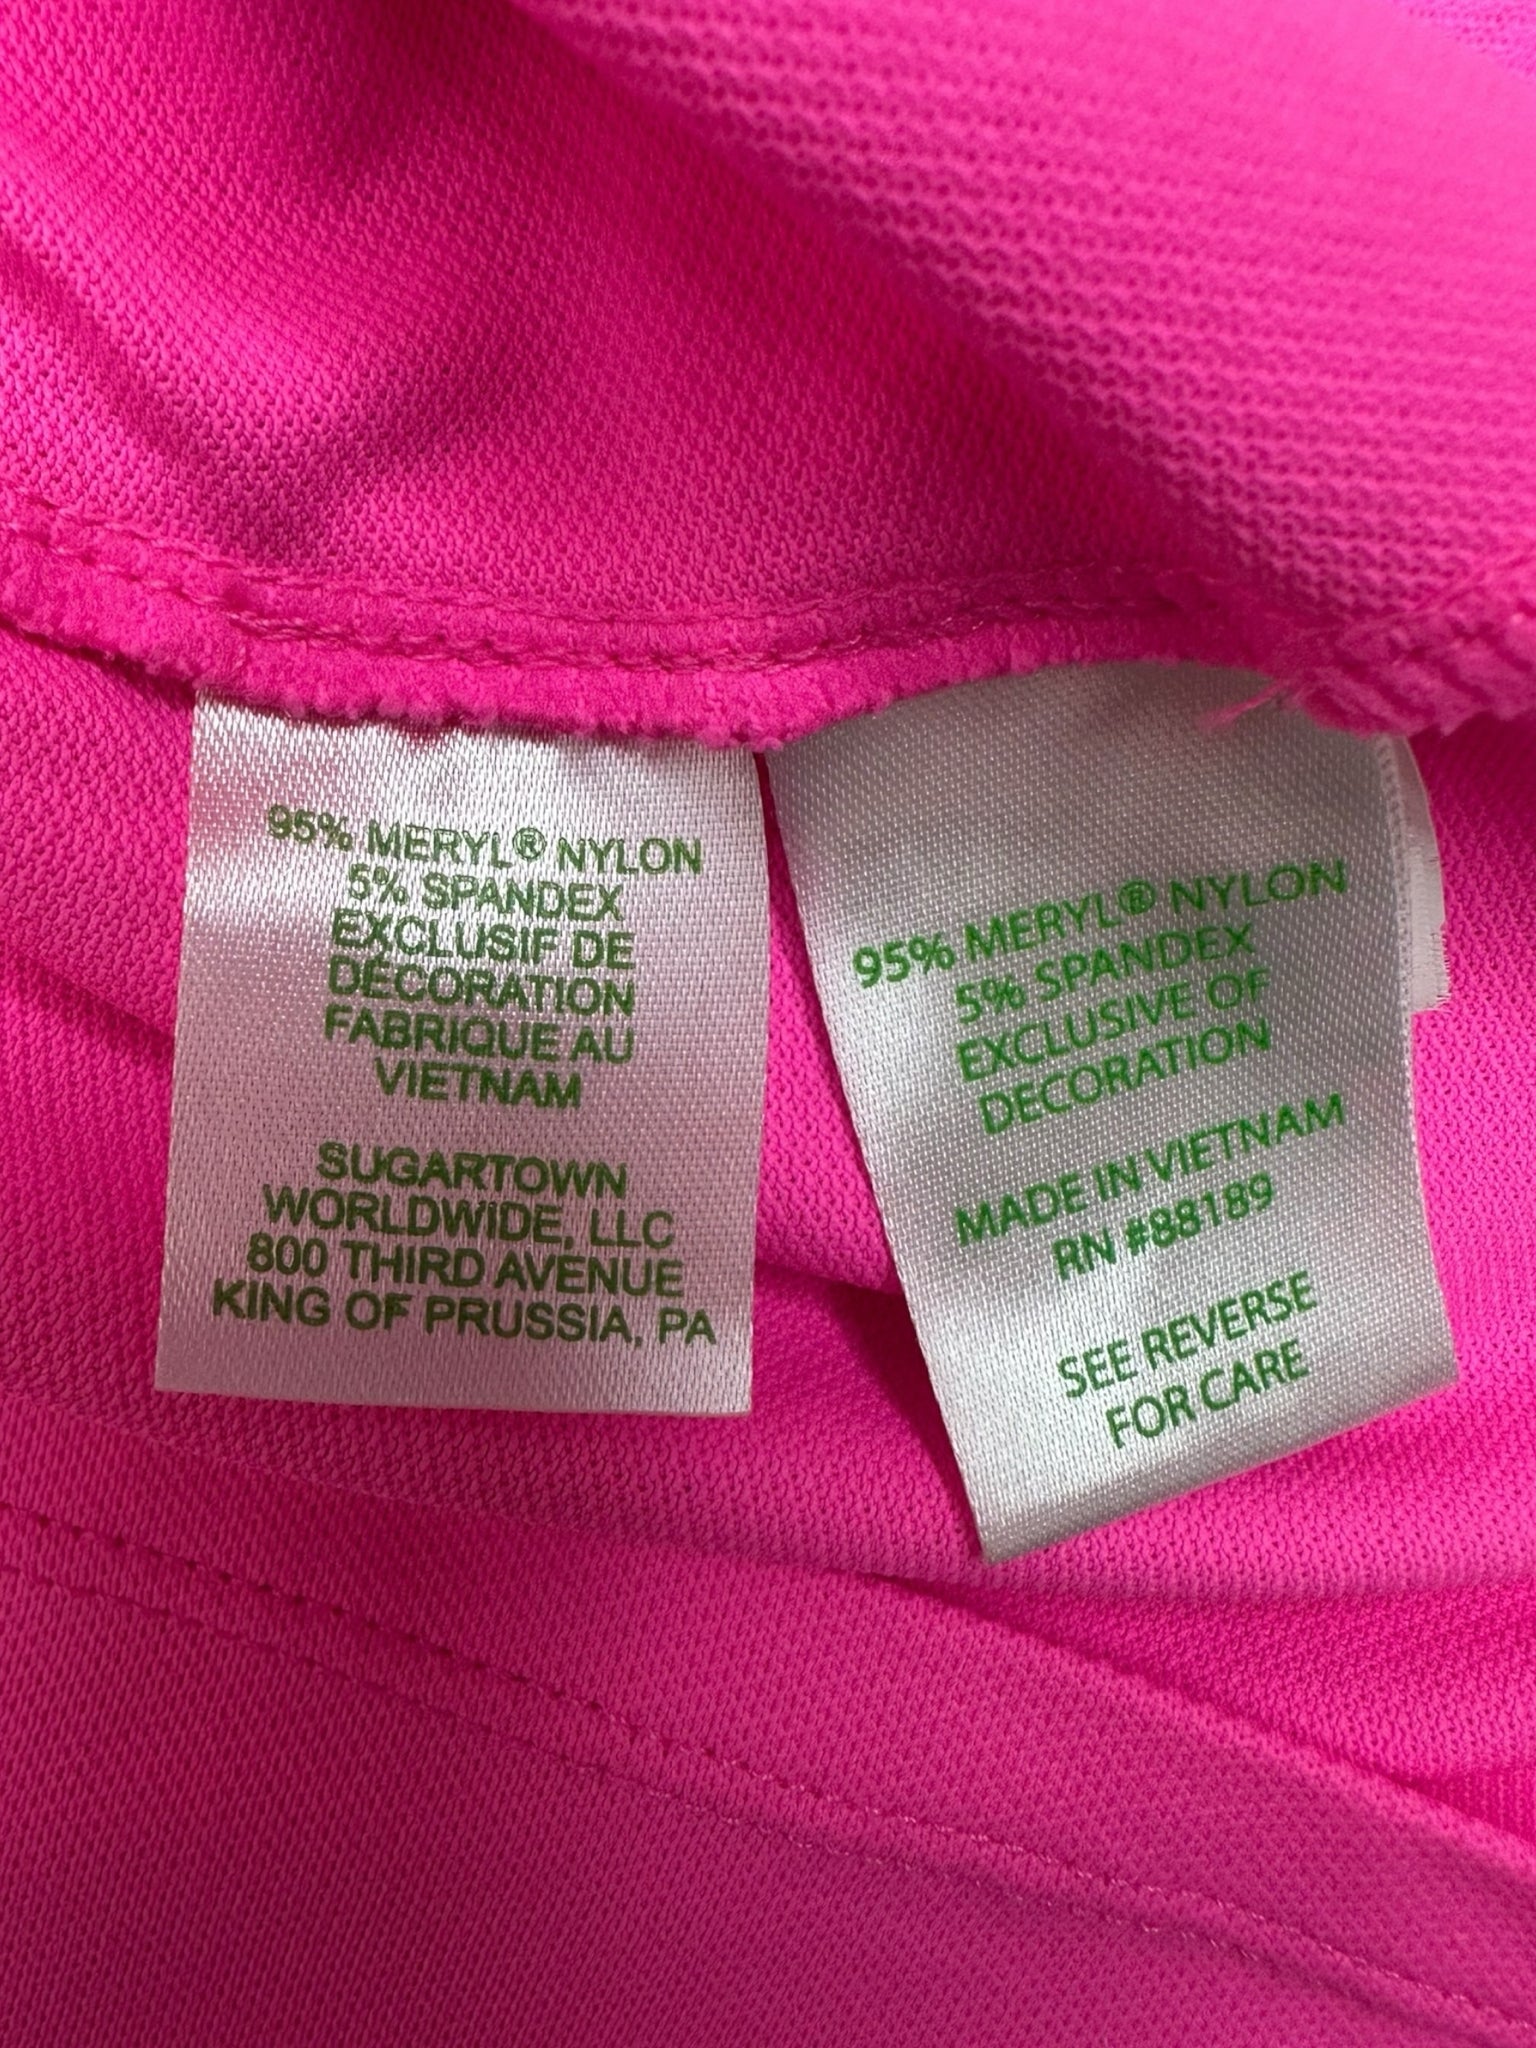 95% MERYL® NYLON
5% SPANDEX
EXCLUSIF DE
DÉCORATION
FABRIQUE AU
VIETNAM
SUGARTOWN
WORLDWIDE, LLC
800 THIRD AVENUE
KING OF PRUSSIA, PA
95% MERYL® NYLON
5% SPANDEX
EXCLUSIVE OF
DECORATION
MADE IN VIETNAM
RN #88189
SEE REVERSE
FOR CARE